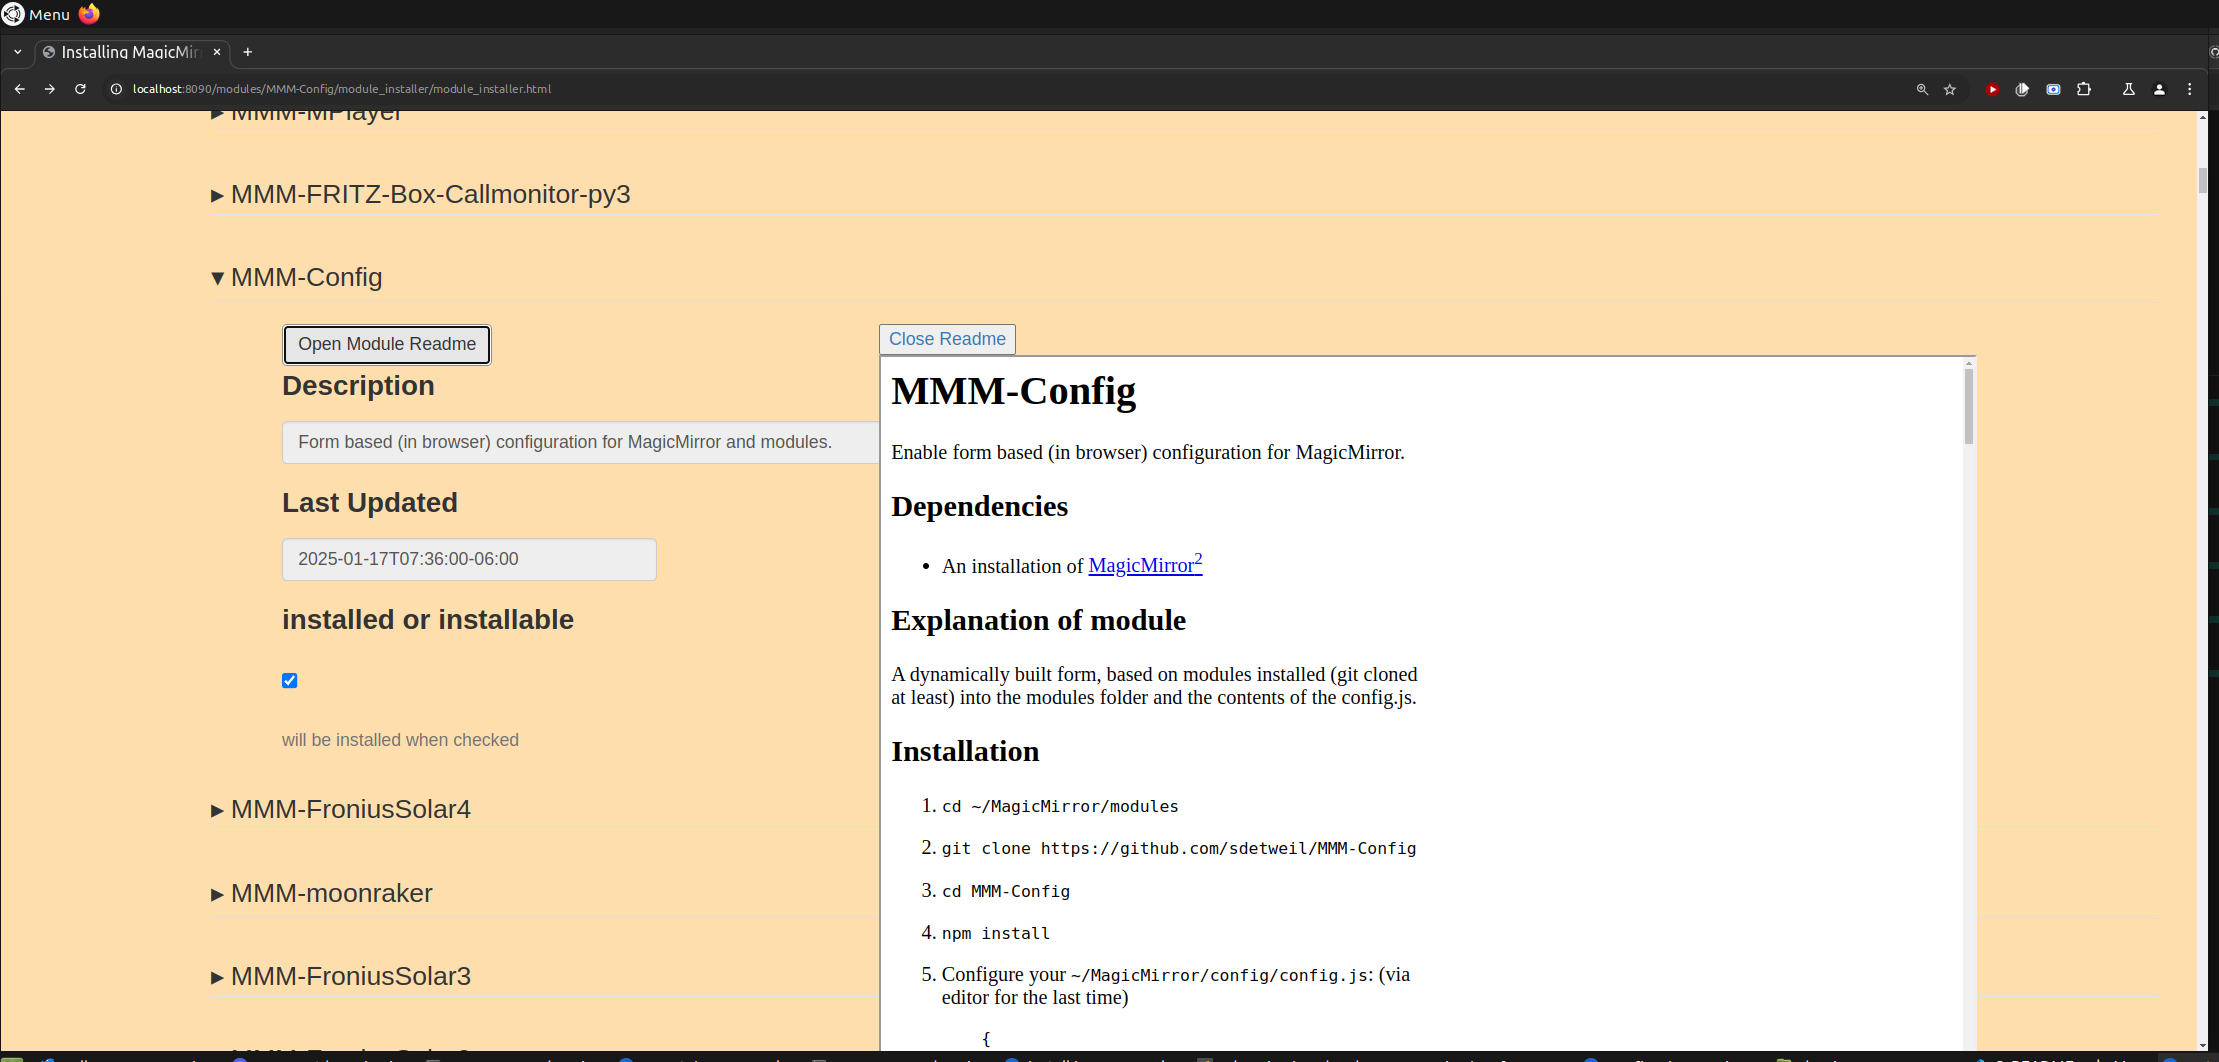 Menu
Installing MagicMir
localhost:8090/modules/MMM-Config/module_installer/module_installer.html
MMM-MPlayer
MMM-FRITZ-Box-Callmonitor-py3
MMM-Config
Open Module Readme
Description
Form based (in browser) configuration for MagicMirror and modules.
Last Updated
2025-01-17T07:36:00-06:00
installed or installable
will be installed when checked
MMM-FroniusSolar4
MMM-moonraker
MMM-FroniusSolar3
Close Readme
MMM-Config
Enable form based (in browser) configuration for MagicMirror.
Dependencies
• An installation of MagicMirror²
Explanation of module
A dynamically built form, based on modules installed (git cloned
at least) into the modules folder and the contents of the config.js.
Installation
1. cd ~/MagicMirror/modules
2. git clone https://github.com/sdetweil/MMM-Config
3. cd MMM-Config
4. npm install
5. Configure your ~/MagicMirror/config/config.js: (via
editor for the last time)
{